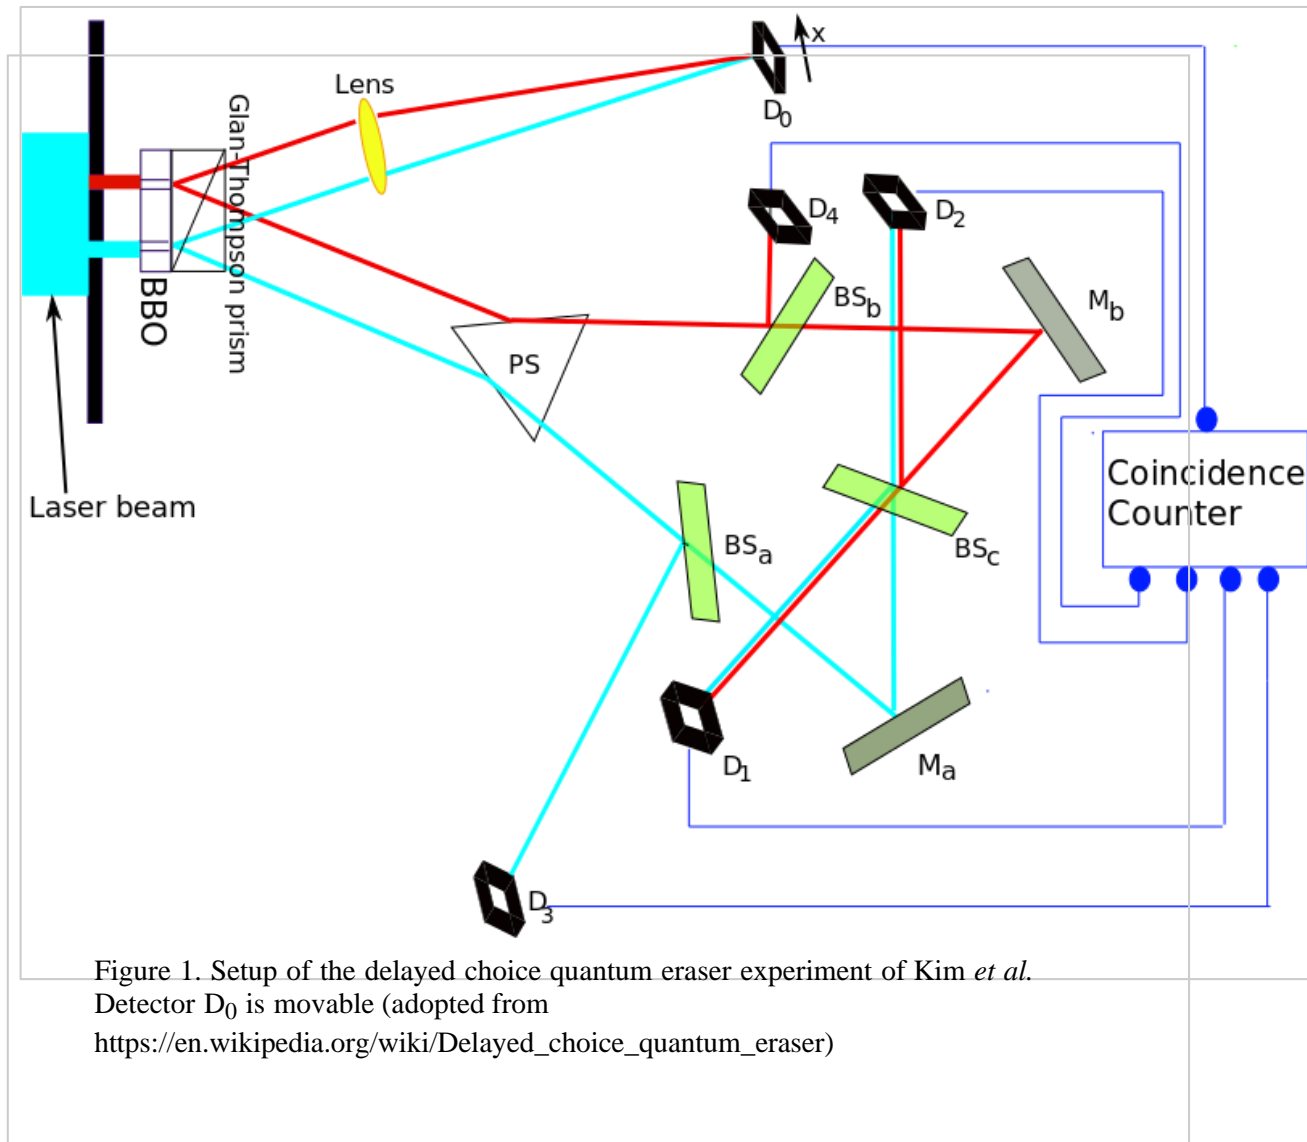 x
Lens
D0
Glan-Thompson prism
D4
D2
BSb
Mb
BBO
PS
Coincidence
Counter
Laser beam
BSa
BSc
D1
Ma
D3
Figure 1. Setup of the delayed choice quantum eraser experiment of Kim et al.
Detector D0 is movable (adopted from
https://en.wikipedia.org/wiki/Delayed_choice_quantum_eraser)